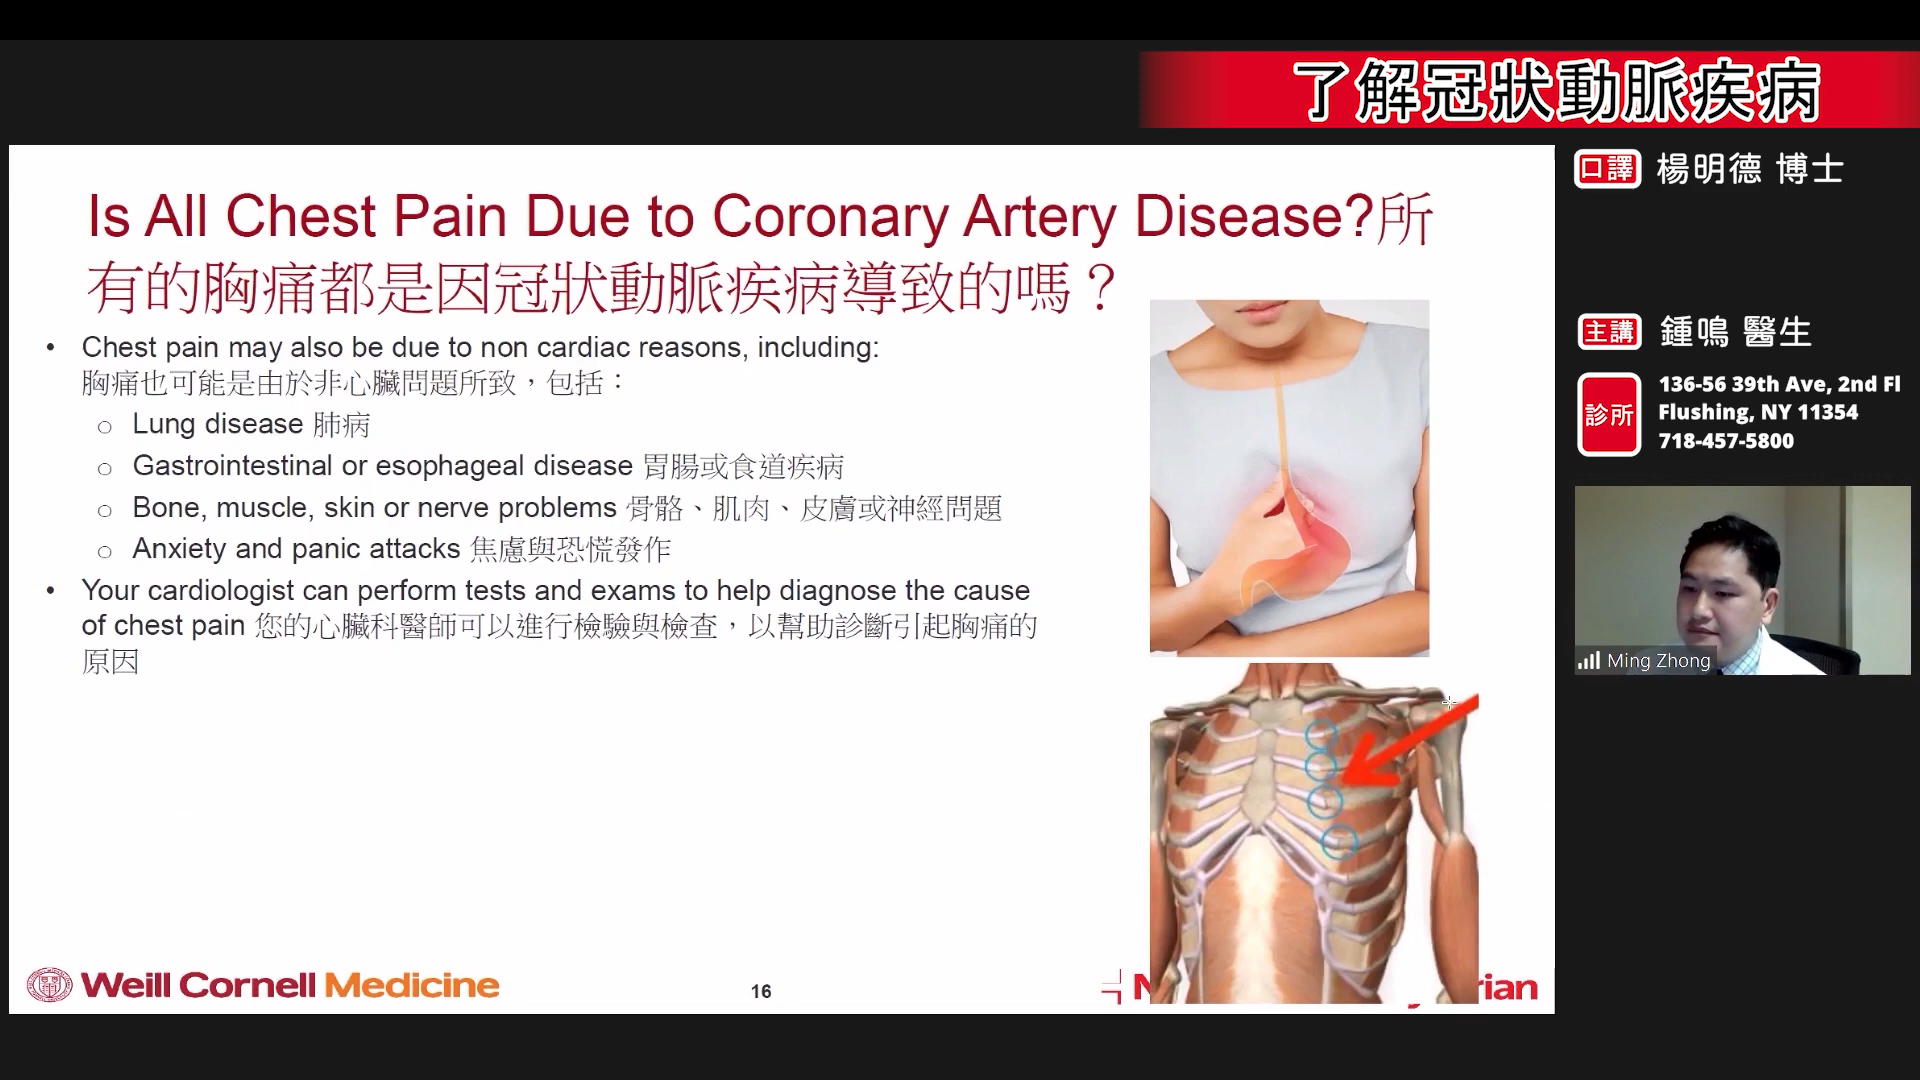 了解冠狀動脈疾病
口譯 楊明德 博士
主講 鍾鳴 醫生
診所
136-56 39th Ave, 2nd Fl
Flushing, NY 11354
718-457-5800
Ming Zhong
Is All Chest Pain Due to Coronary Artery Disease?所
有的胸痛都是因冠狀動脈疾病導致的嗎？
• Chest pain may also be due to non cardiac reasons, including:
胸痛也可能是由於非心臟問題所致，包括：
○ Lung disease 肺病
○ Gastrointestinal or esophageal disease 胃腸或食道疾病
○ Bone, muscle, skin or nerve problems 骨骼、肌肉、皮膚或神經問題
○ Anxiety and panic attacks 焦慮與恐慌發作
• Your cardiologist can perform tests and exams to help diagnose the cause
of chest pain 您的心臟科醫師可以進行檢驗與檢查，以幫助診斷引起胸痛的
原因
Weill Cornell Medicine
16